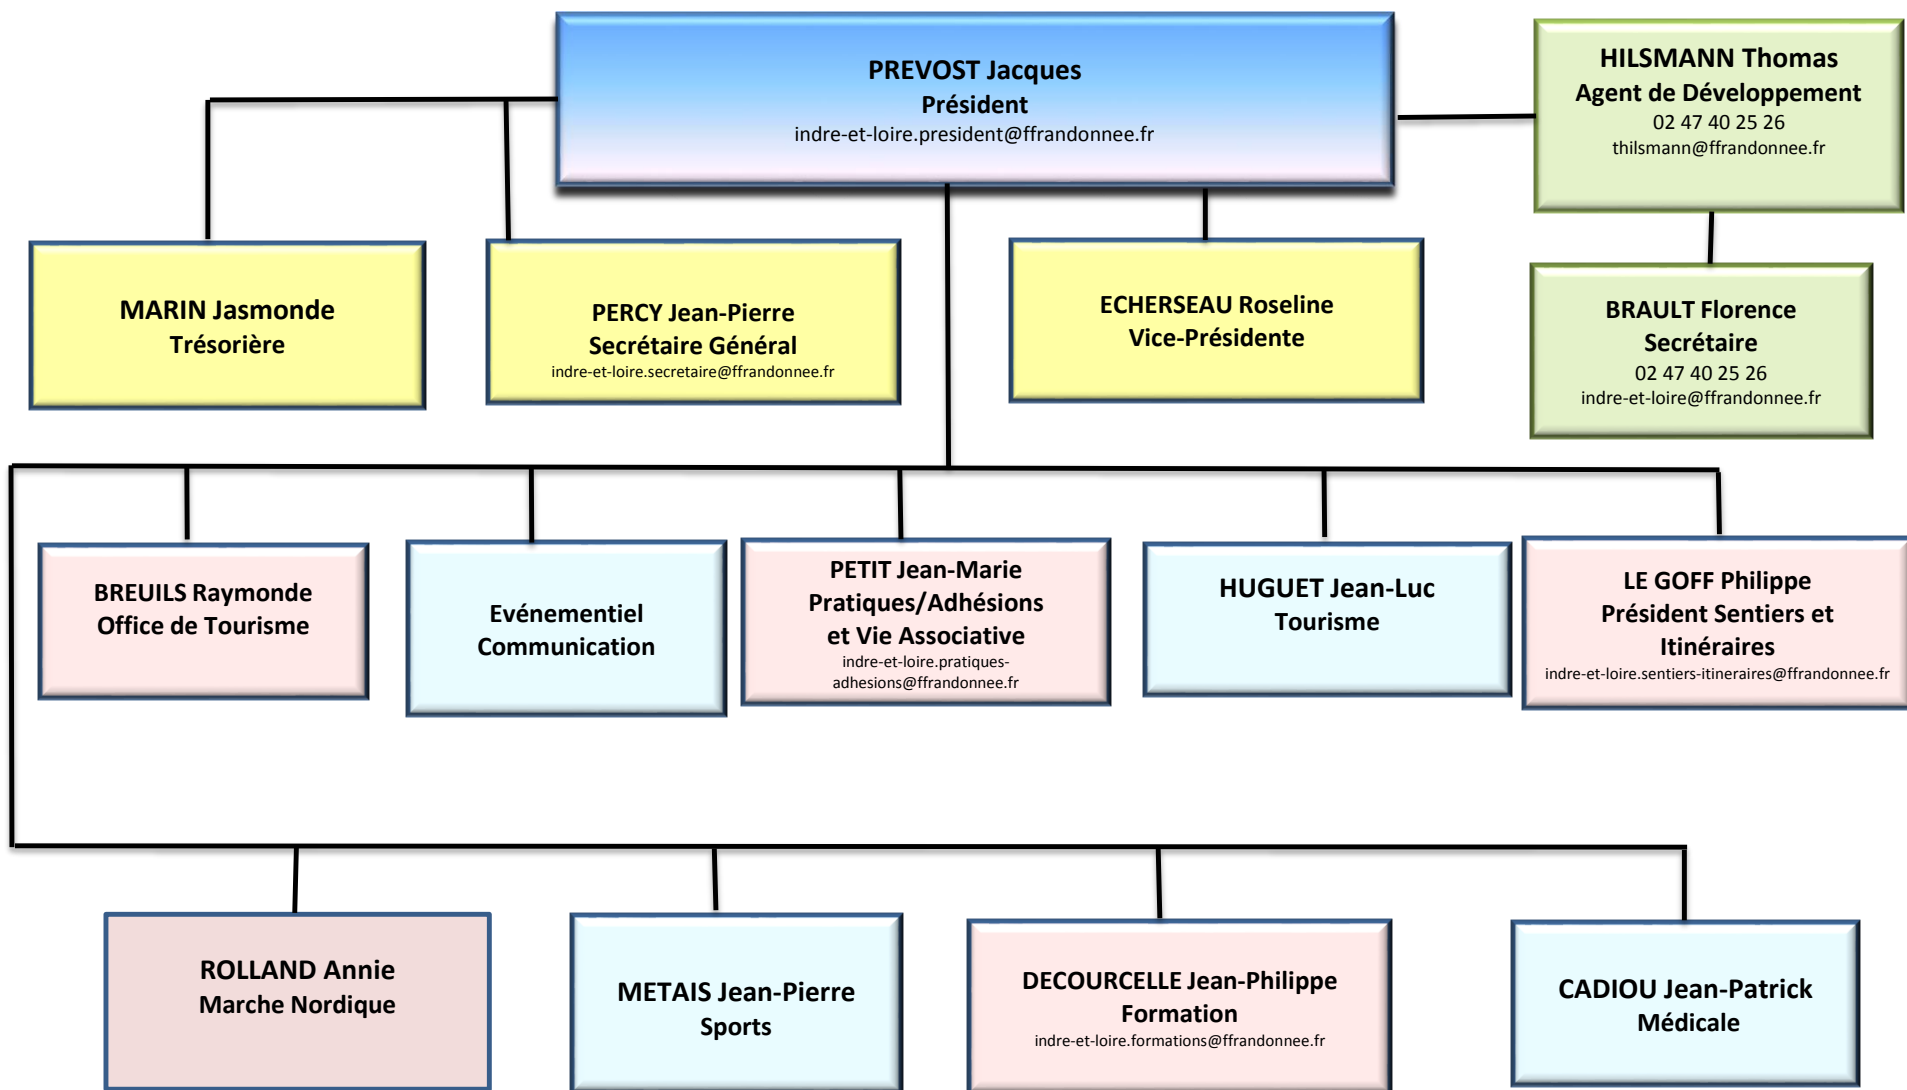 PREVOST Jacques
Président
indre-et-loire.president@ffrandonnee.fr
HILSMANN Thomas
Agent de Développement
02 47 40 25 26
thilsmann@ffrandonnee.fr
MARIN Jasmonde
Trésorière
PERCY Jean-Pierre
Secrétaire Général
indre-et-loire.secretaire@ffrandonnee.fr
ECHERSEAU Roseline
Vice-Présidente
BRAULT Florence
Secrétaire
02 47 40 25 26
indre-et-loire@ffrandonnee.fr
BREUILS Raymonde
Office de Tourisme
Evénementiel
Communication
PETIT Jean-Marie
Pratiques/Adhésions
et Vie Associative
indre-et-loire.pratiques-
adhesions@ffrandonnee.fr
HUGUET Jean-Luc
Tourisme
LE GOFF Philippe
Président Sentiers et
Itinéraires
indre-et-loire.sentiers-itineraires@ffrandonnee.fr
ROLLAND Annie
Marche Nordique
METAIS Jean-Pierre
Sports
DECOURCELLE Jean-Philippe
Formation
indre-et-loire.formations@ffrandonnee.fr
CADIOU Jean-Patrick
Médicale